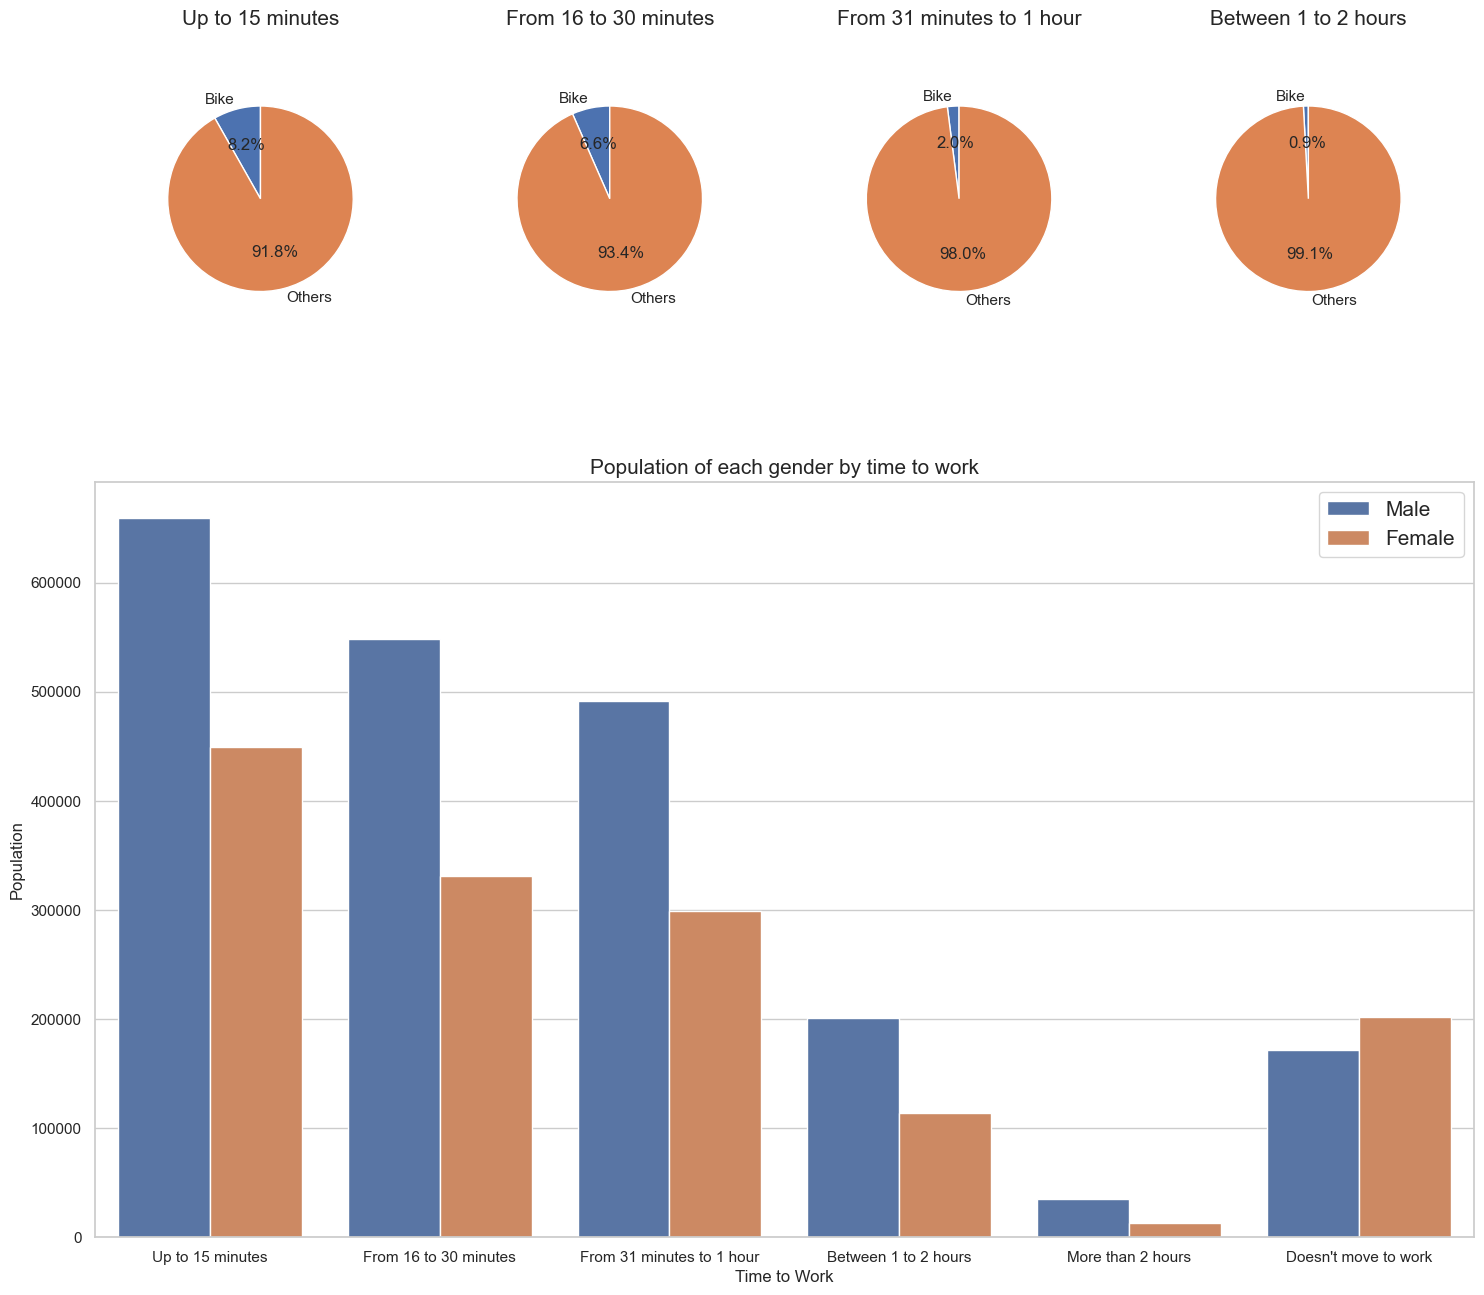 Up to 15 minutes
From 16 to 30 minutes
From 31 minutes to 1 hour
Between 1 to 2 hours
Bike
8.2%
91.8%
Others
Bike
6.6%
93.4%
Others
Bike
2.0%
98.0%
Others
Bike
0.9%
99.1%
Others
Population of each gender by time to work
Male
Female
600000
500000
400000
300000
200000
100000
0
Population
Up to 15 minutes
From 16 to 30 minutes
From 31 minutes to 1 hour
Between 1 to 2 hours
More than 2 hours
Doesn't move to work
Time to Work